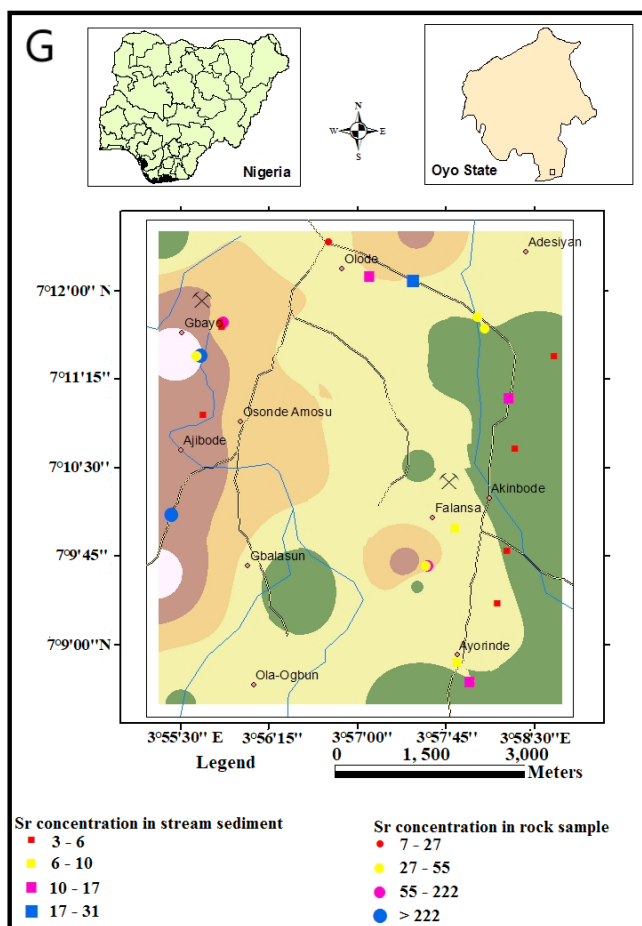 G
Nigeria
N
W E
S
Oyo State
Adesiyan
Olode
7°12'00" N
Gbayo
7°11'15"
Osonde Amosu
Ajibode
7°10'30"
Akinbode
Falansa
7°9'45"
Gbalasun
7°9'00"
Ayorinde
Ola-Ogbun
3°55'30" E 3°56'15" 3°57'00" 3°57'45" 3°58'30"E
Legend
0 1,500 3,000
Meters
Sr concentration in stream sediment
3 - 6
6 - 10
10 - 17
17 - 31
Sr concentration in rock sample
7 - 27
27 - 55
55 - 222
> 222